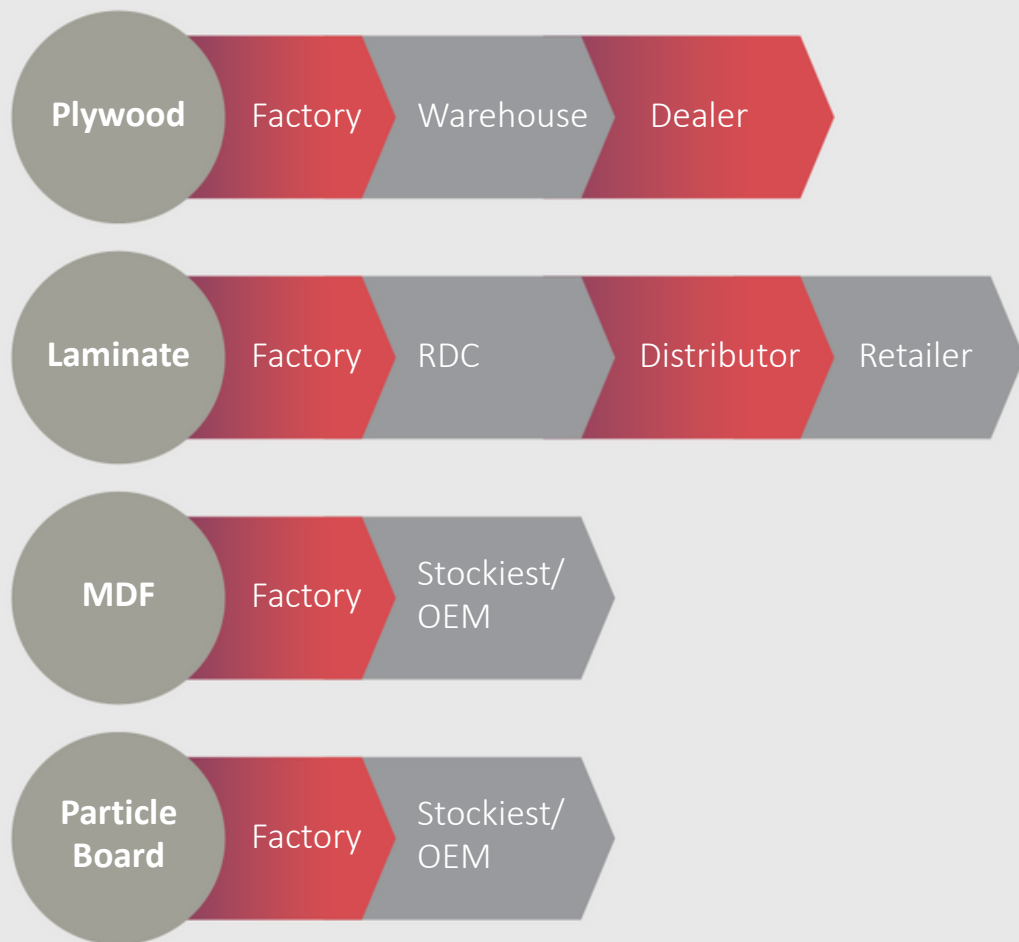 Plywood Factory Warehouse Dealer
Laminate Factory RDC Distributor Retailer
MDF Factory Stockiest/
OEM
Particle
Board Factory Stockiest/
OEM